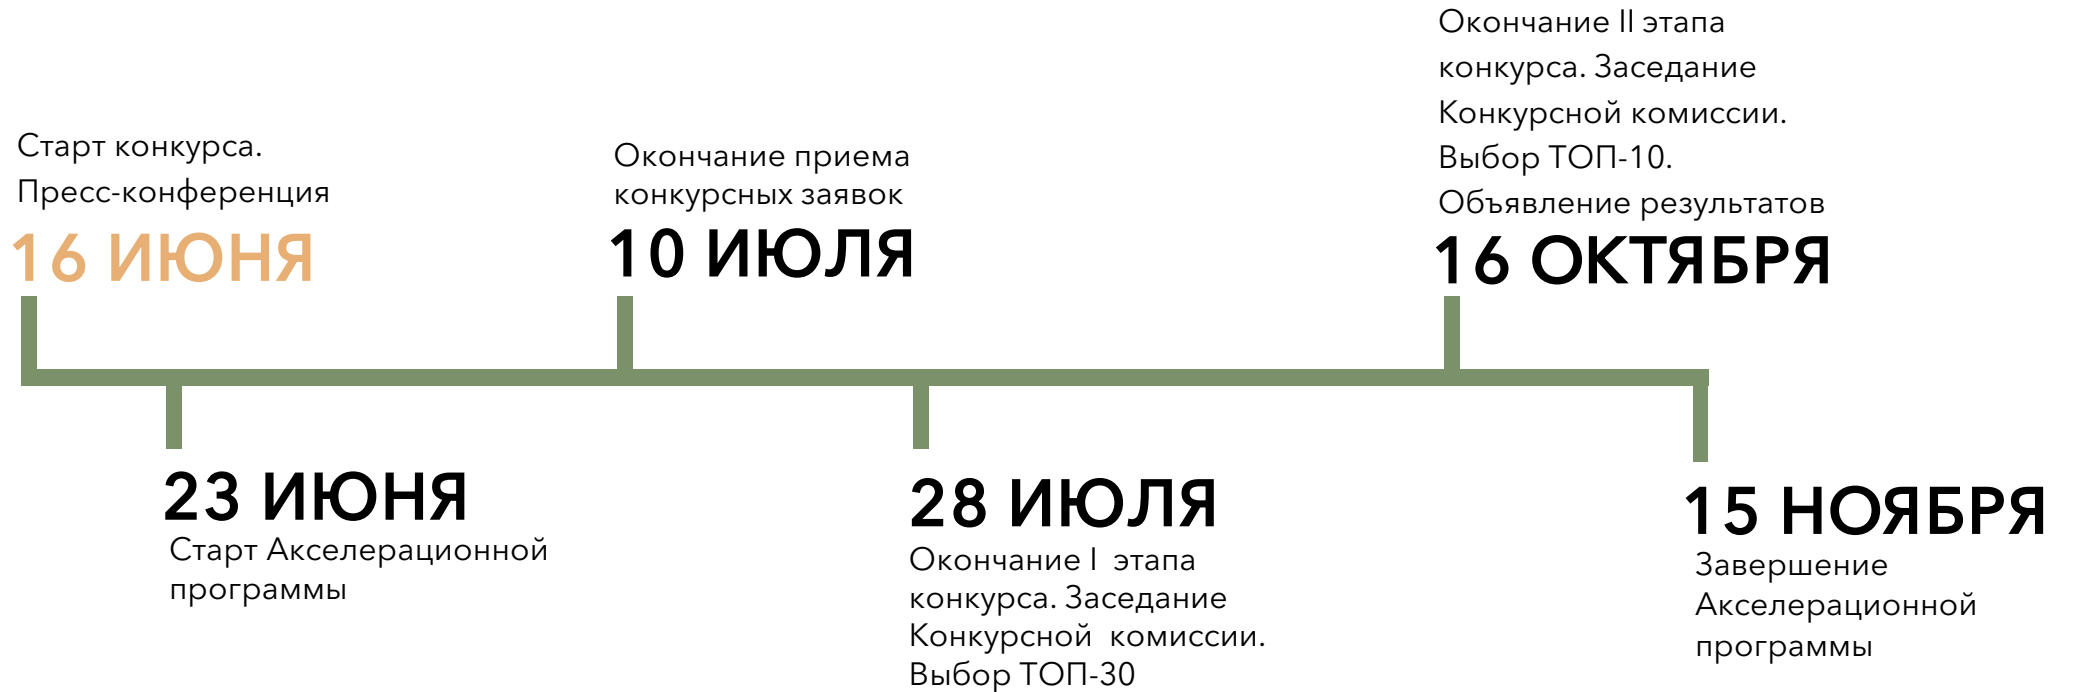 Старт конкурса.
Пресс-конференция
16 ИЮНЯ
23 ИЮНЯ
Старт Акселерационной
программы
Окончание приема
конкурсных заявок
10 ИЮЛЯ
28 ИЮЛЯ
Окончание I этапа
конкурса. Заседание
Конкурсной комиссии.
Выбор ТОП-30
Окончание II этапа
конкурса. Заседание
Конкурсной комиссии.
Выбор ТОП-10.
Объявление результатов
16 ОКТЯБРЯ
15 НОЯБРЯ
Завершение
Акселерационной
программы